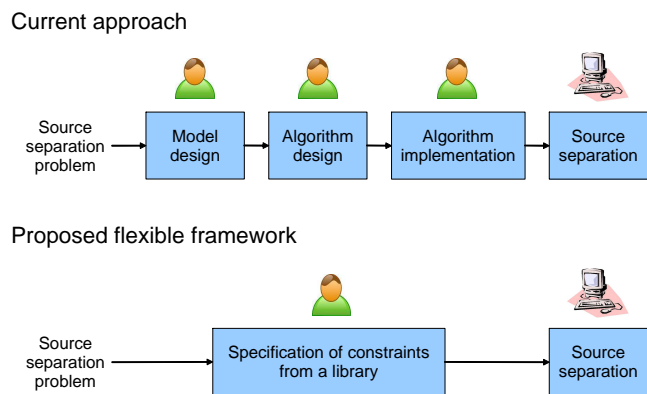 Current approach
Source
separation
problem
Model
design
Algorithm
design
Algorithm
implementation
Source
separation
Proposed flexible framework
Source
separation
problem
Specification of constraints
from a library
Source
separation